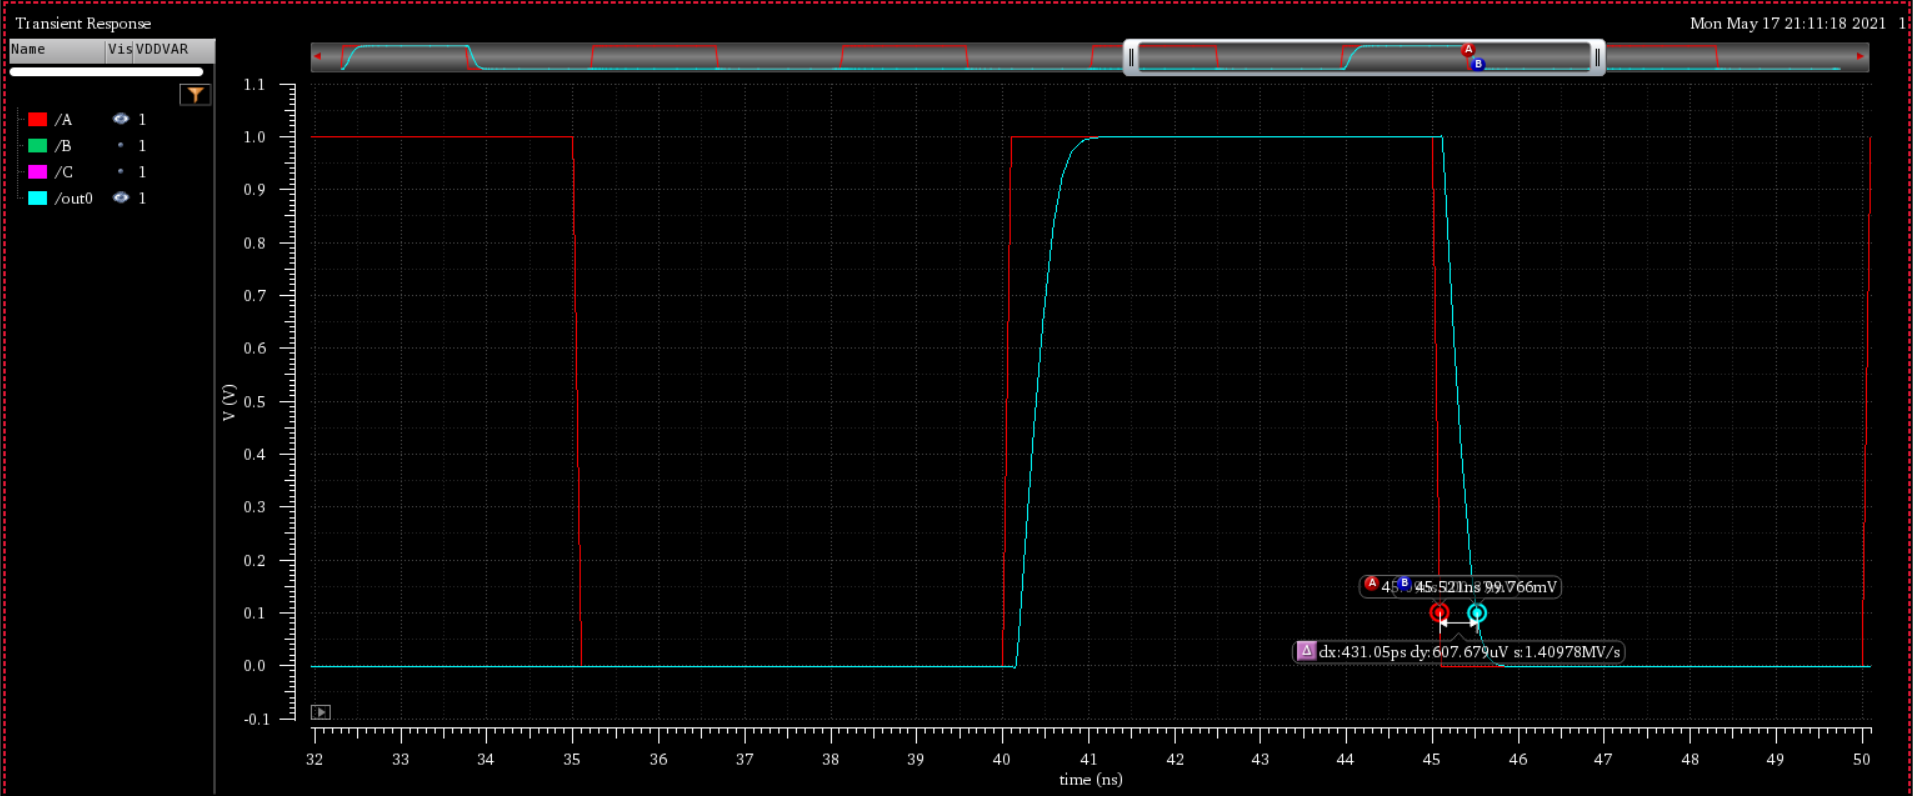 Transient Response
Mon May 17 21:11:18 2021 1
Name Vis VDDVAR
/A 1
/B 1
/C 1
/out0 1
A
B
1.1
1.0
0.9
0.8
0.7
0.6
0.5
0.4
0.3
0.2
0.1
0.0
-0.1
V (V)
A B 45.521ns 99.766mV
Δ dx:431.05ps dy:607.679uV s:1.40978MV/s
32 33 34 35 36 37 38 39 40 41 42 43 44 45 46 47 48 49 50
time (ns)